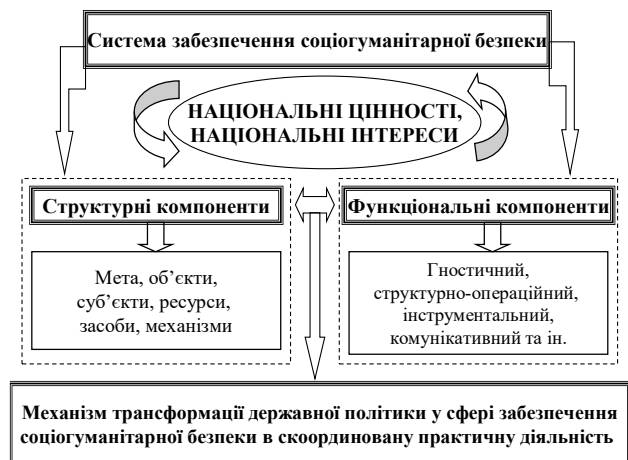 Система забезпечення соціогуманітарної безпеки
НАЦІОНАЛЬНІ ЦІННОСТІ,
НАЦІОНАЛЬНІ ІНТЕРЕСИ
Структурні компоненти
Мета, об’єкти,
суб’єкти, ресурси,
засоби, механізми
Функціональні компоненти
Гностичний,
структурно-операційний,
інструментальний,
комунікативний та ін.
Механізм трансформації державної політики у сфері забезпечення
соціогуманітарної безпеки в скоординовану практичну діяльність